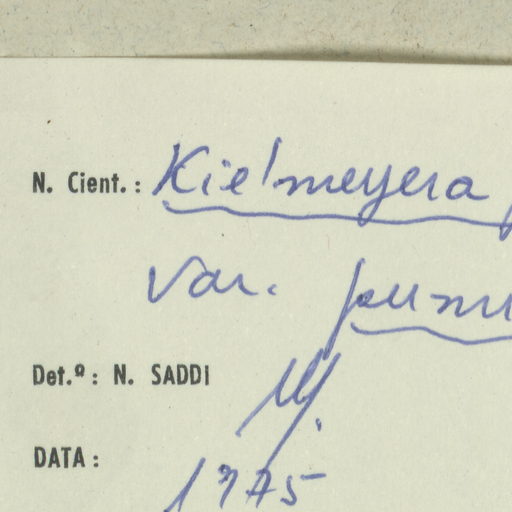 N. Cient.: Kielmeyera
var.
Det.º: N. SADDI
DATA:
1975